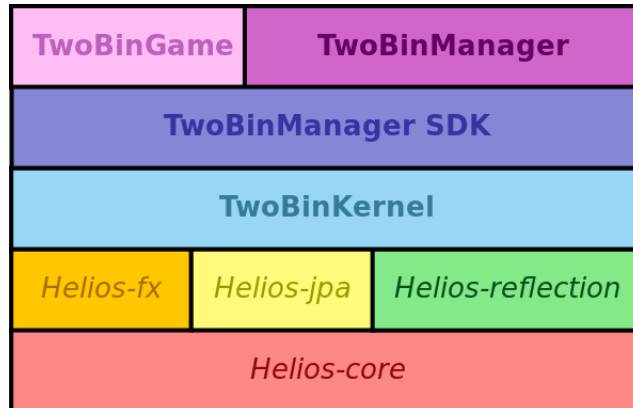 TwoBinGame TwoBinManager
TwoBinManager SDK
TwoBinKernel
Helios-fx Helios-jpa Helios-reflection
Helios-core